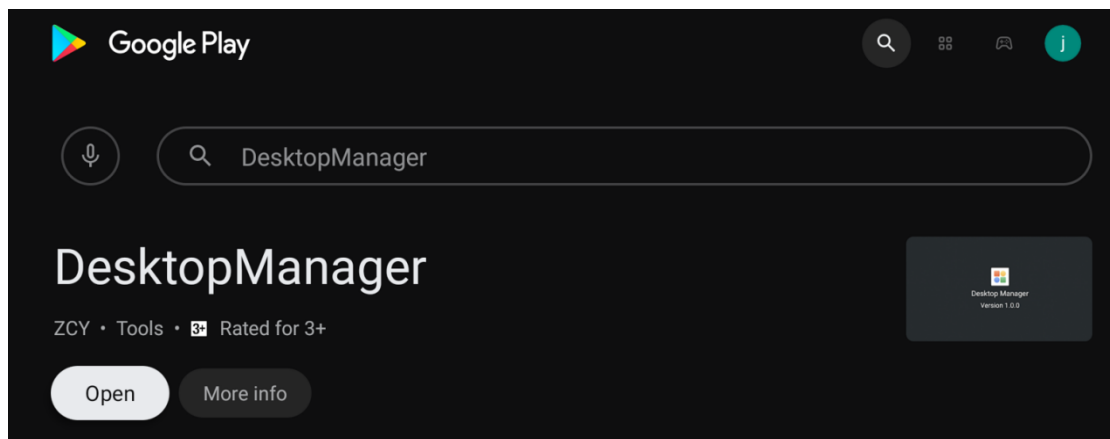 Google Play
j
DesktopManager
DesktopManager
ZCY • Tools • 3+ Rated for 3+
Desktop Manager
Version 1.0.0
Open
More info